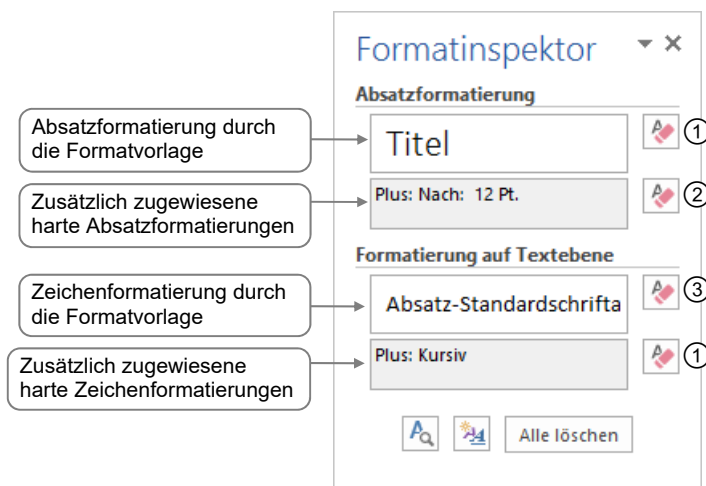 Formatinspektor
Absatzformatierung
Absatzformatierung durch
die Formatvorlage
Titel
①
Zusätzlich zugewiesene
harte Absatzformatierungen
Plus: Nach:  12 Pt.
②
Formatierung auf Textebene
Zeichenformatierung durch
die Formatvorlage
Absatz-Standardschrifta
③
Zusätzlich zugewiesene
harte Zeichenformatierungen
Plus: Kursiv
①
Alle löschen